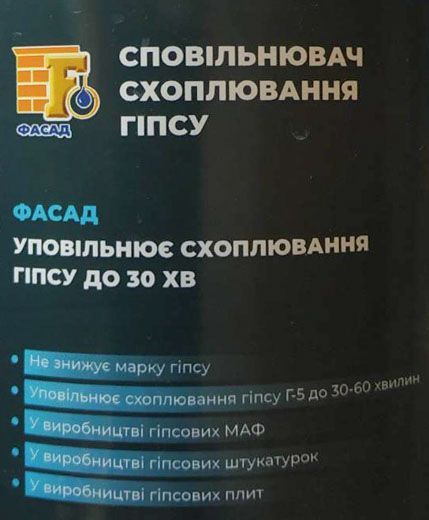 СПОВІЛЬНЮВАЧ
СХОПЛЮВАННЯ
ГІПСУ
F
ФАСАД
ФАСАД
УПОВІЛЬНЮЄ СХОПЛЮВАННЯ
ГІПСУ ДО 30 ХВ
Не знижує марку гіпсу
Уповільнює схоплювання гіпсу Г-5 до 30-60 хвилин
У виробництві гіпсових МАФ
У виробництві гіпсових штукатурок
У виробництві гіпсових плит